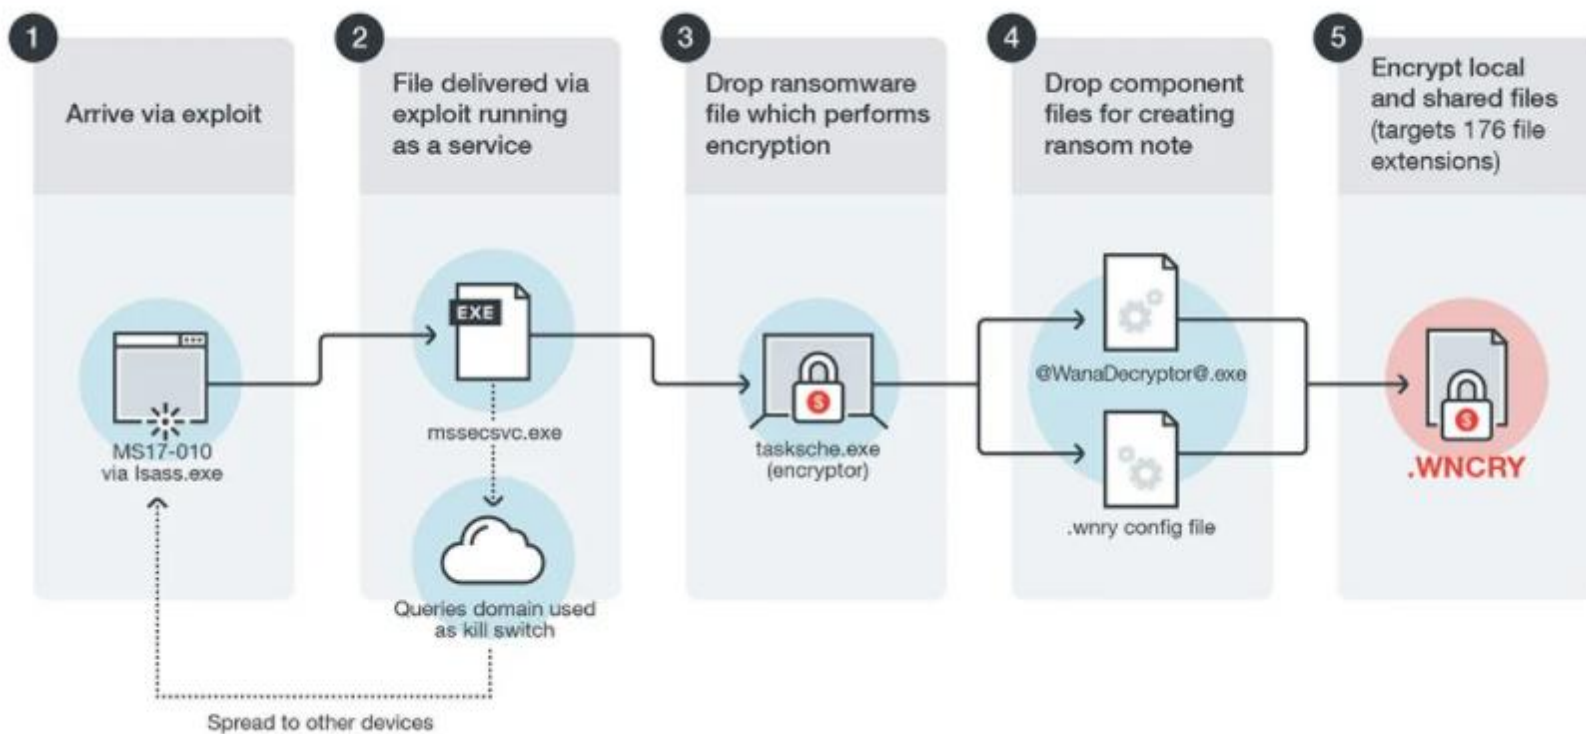 1
Arrive via exploit
MS17-010
via lsass.exe
2
File delivered via
exploit running
as a service
EXE
mssecsvc.exe
Queries domain used
as kill switch
Spread to other devices
3
Drop ransomware
file which performs
encryption
$
tasksche.exe
(encryptor)
4
Drop component
files for creating
ransom note
@WanaDecryptor@.exe
.wnry config file
5
Encrypt local
and shared files
(targets 176 file
extensions)
$
.WNCRY